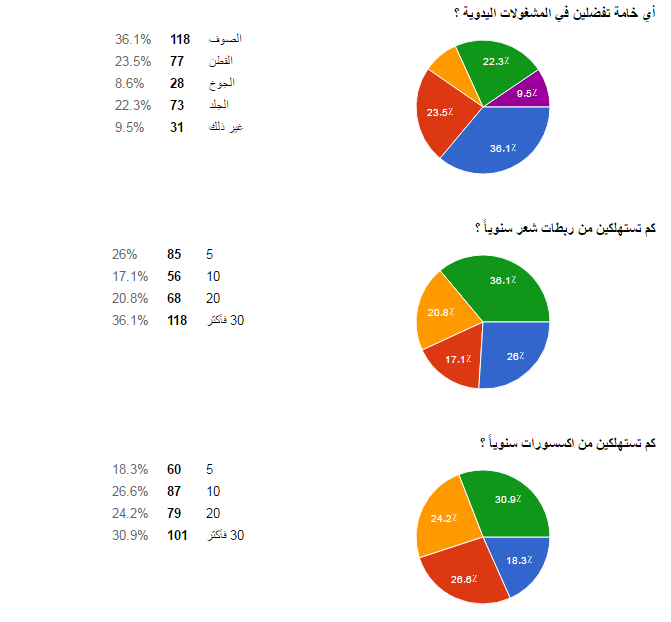 أي خامة تفضلين في المشغولات اليدوية ؟
الصوف 118 36.1%
القطن 77 23.5%
الجوخ 28 8.6%
الجلد 73 22.3%
غير ذلك 31 9.5%
22.3٪
9.5٪
23.5٪
36.1٪
كم تستهلكين من ربطات شعر سنوياً ؟
5 85 26%
10 56 17.1%
20 68 20.8%
30 فأكثر 118 36.1%
36.1٪
20.8٪
17.1٪
26٪
كم تستهلكين من اكسسورات سنوياً ؟
5 60 18.3%
10 87 26.6%
20 79 24.2%
30 فأكثر 101 30.9%
30.9٪
24.2٪
18.3٪
26.6٪